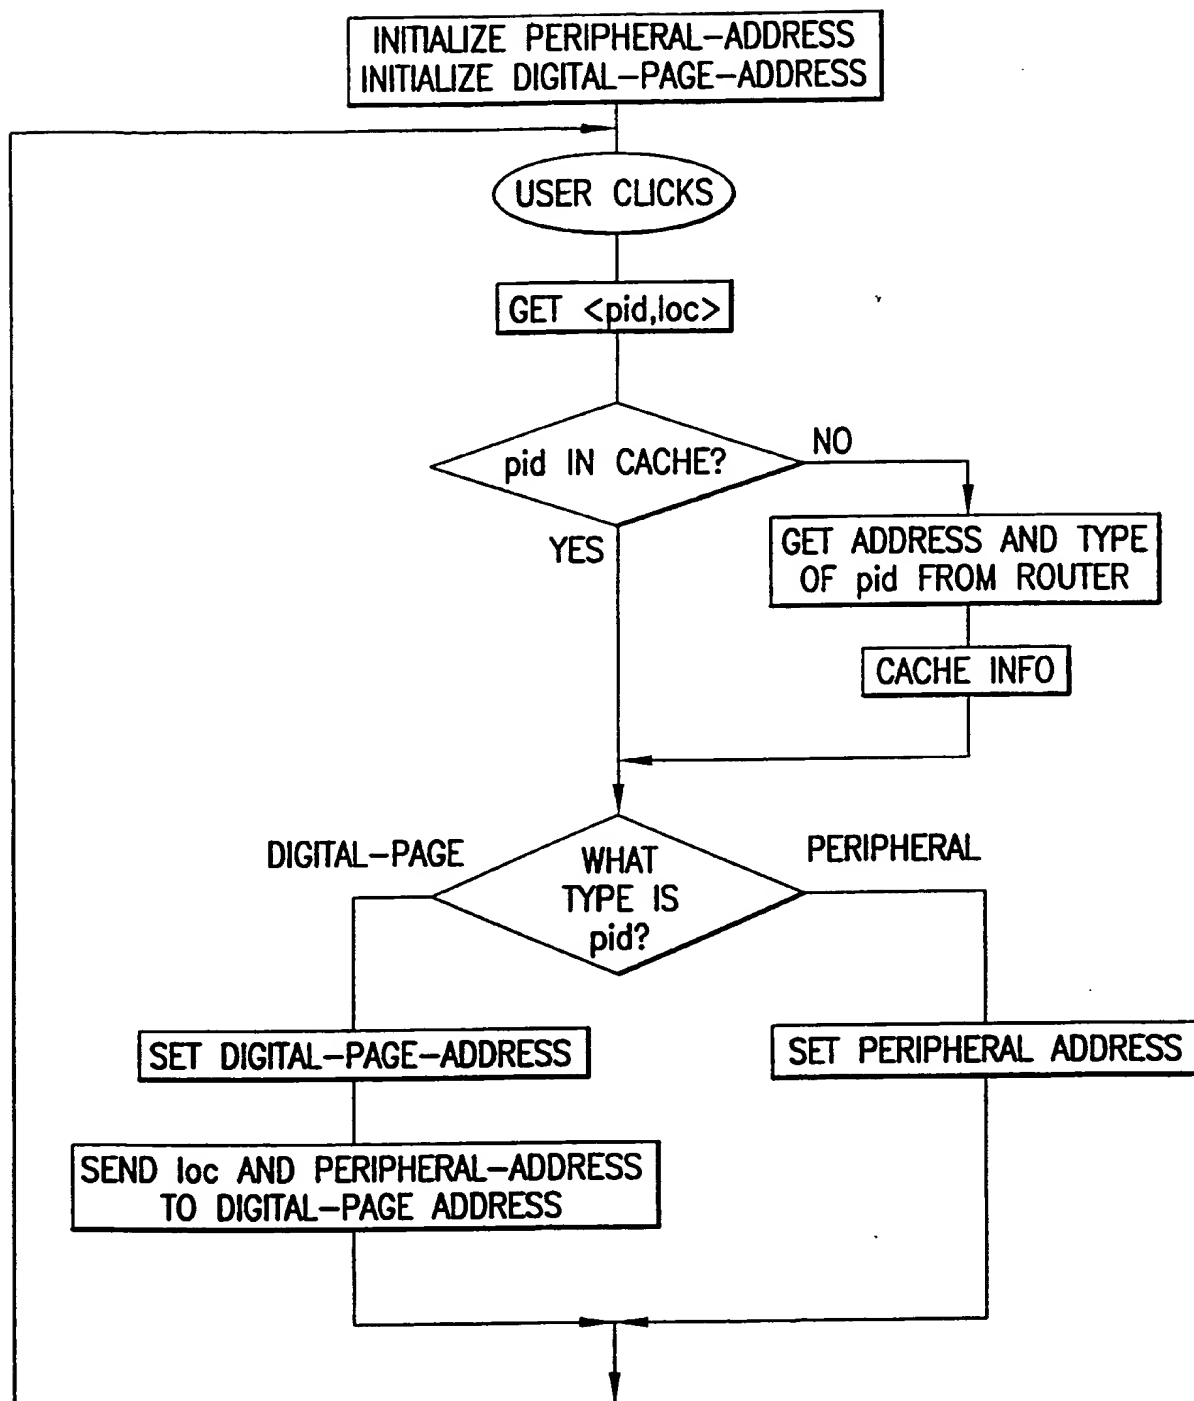 INITIALIZE PERIPHERAL-ADDRESS
INITIALIZE DIGITAL-PAGE-ADDRESS
USER CLICKS
GET <pid,loc>
pid IN CACHE?
NO
YES
GET ADDRESS AND TYPE
OF pid FROM ROUTER
CACHE INFO
DIGITAL-PAGE
WHAT
TYPE IS
pid?
PERIPHERAL
SET DIGITAL-PAGE-ADDRESS
SET PERIPHERAL ADDRESS
SEND loc AND PERIPHERAL-ADDRESS
TO DIGITAL-PAGE ADDRESS